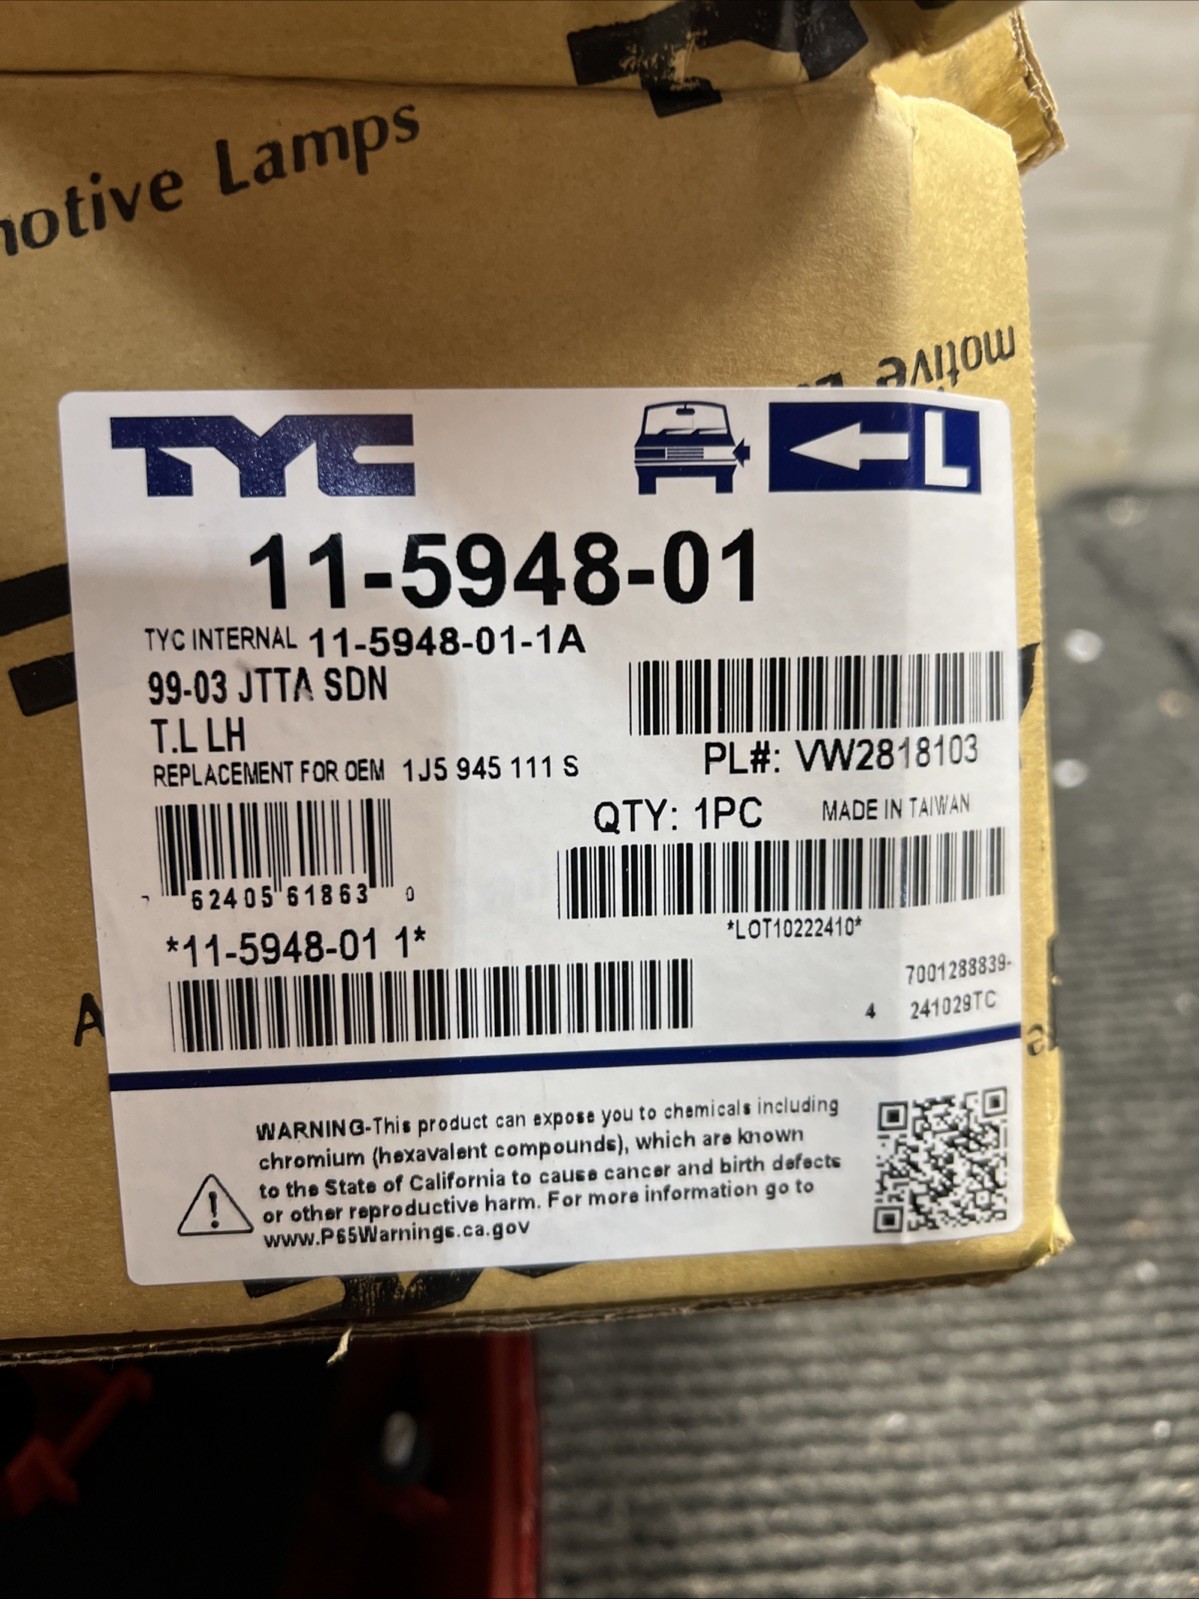 motive Lamps
motive
TYC
L
11-5948-01
TYC INTERNAL 11-5948-01-1A
99-03 JTTA SDN
T.L LH
REPLACEMENT FOR OEM 1J5 945 111 S
PL#: VW2818103
QTY: 1PC MADE IN TAIWAN
7 62405 61863 0
*LOT10222410*
*11-5948-01 1*
7001288839-
4 241029TC
WARNING-This product can expose you to chemicals including
chromium (hexavalent compounds), which are known
to the State of California to cause cancer and birth defects
or other reproductive harm. For more information go to
www.P65Warnings.ca.gov